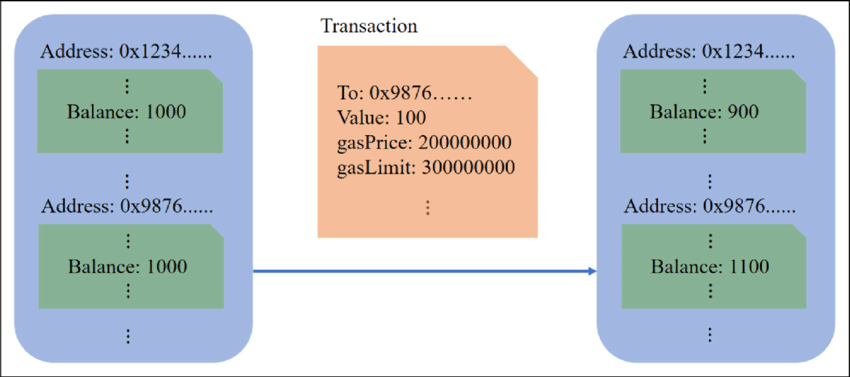 Address: 0x1234......
⋮
Balance: 1000
⋮
⋮
Address: 0x9876......
⋮
Balance: 1000
⋮
⋮
Transaction
To: 0x9876……
Value: 100
gasPrice: 200000000
gasLimit: 300000000
⋮
Address: 0x1234......
⋮
Balance: 900
⋮
⋮
Address: 0x9876......
⋮
Balance: 1100
⋮
⋮